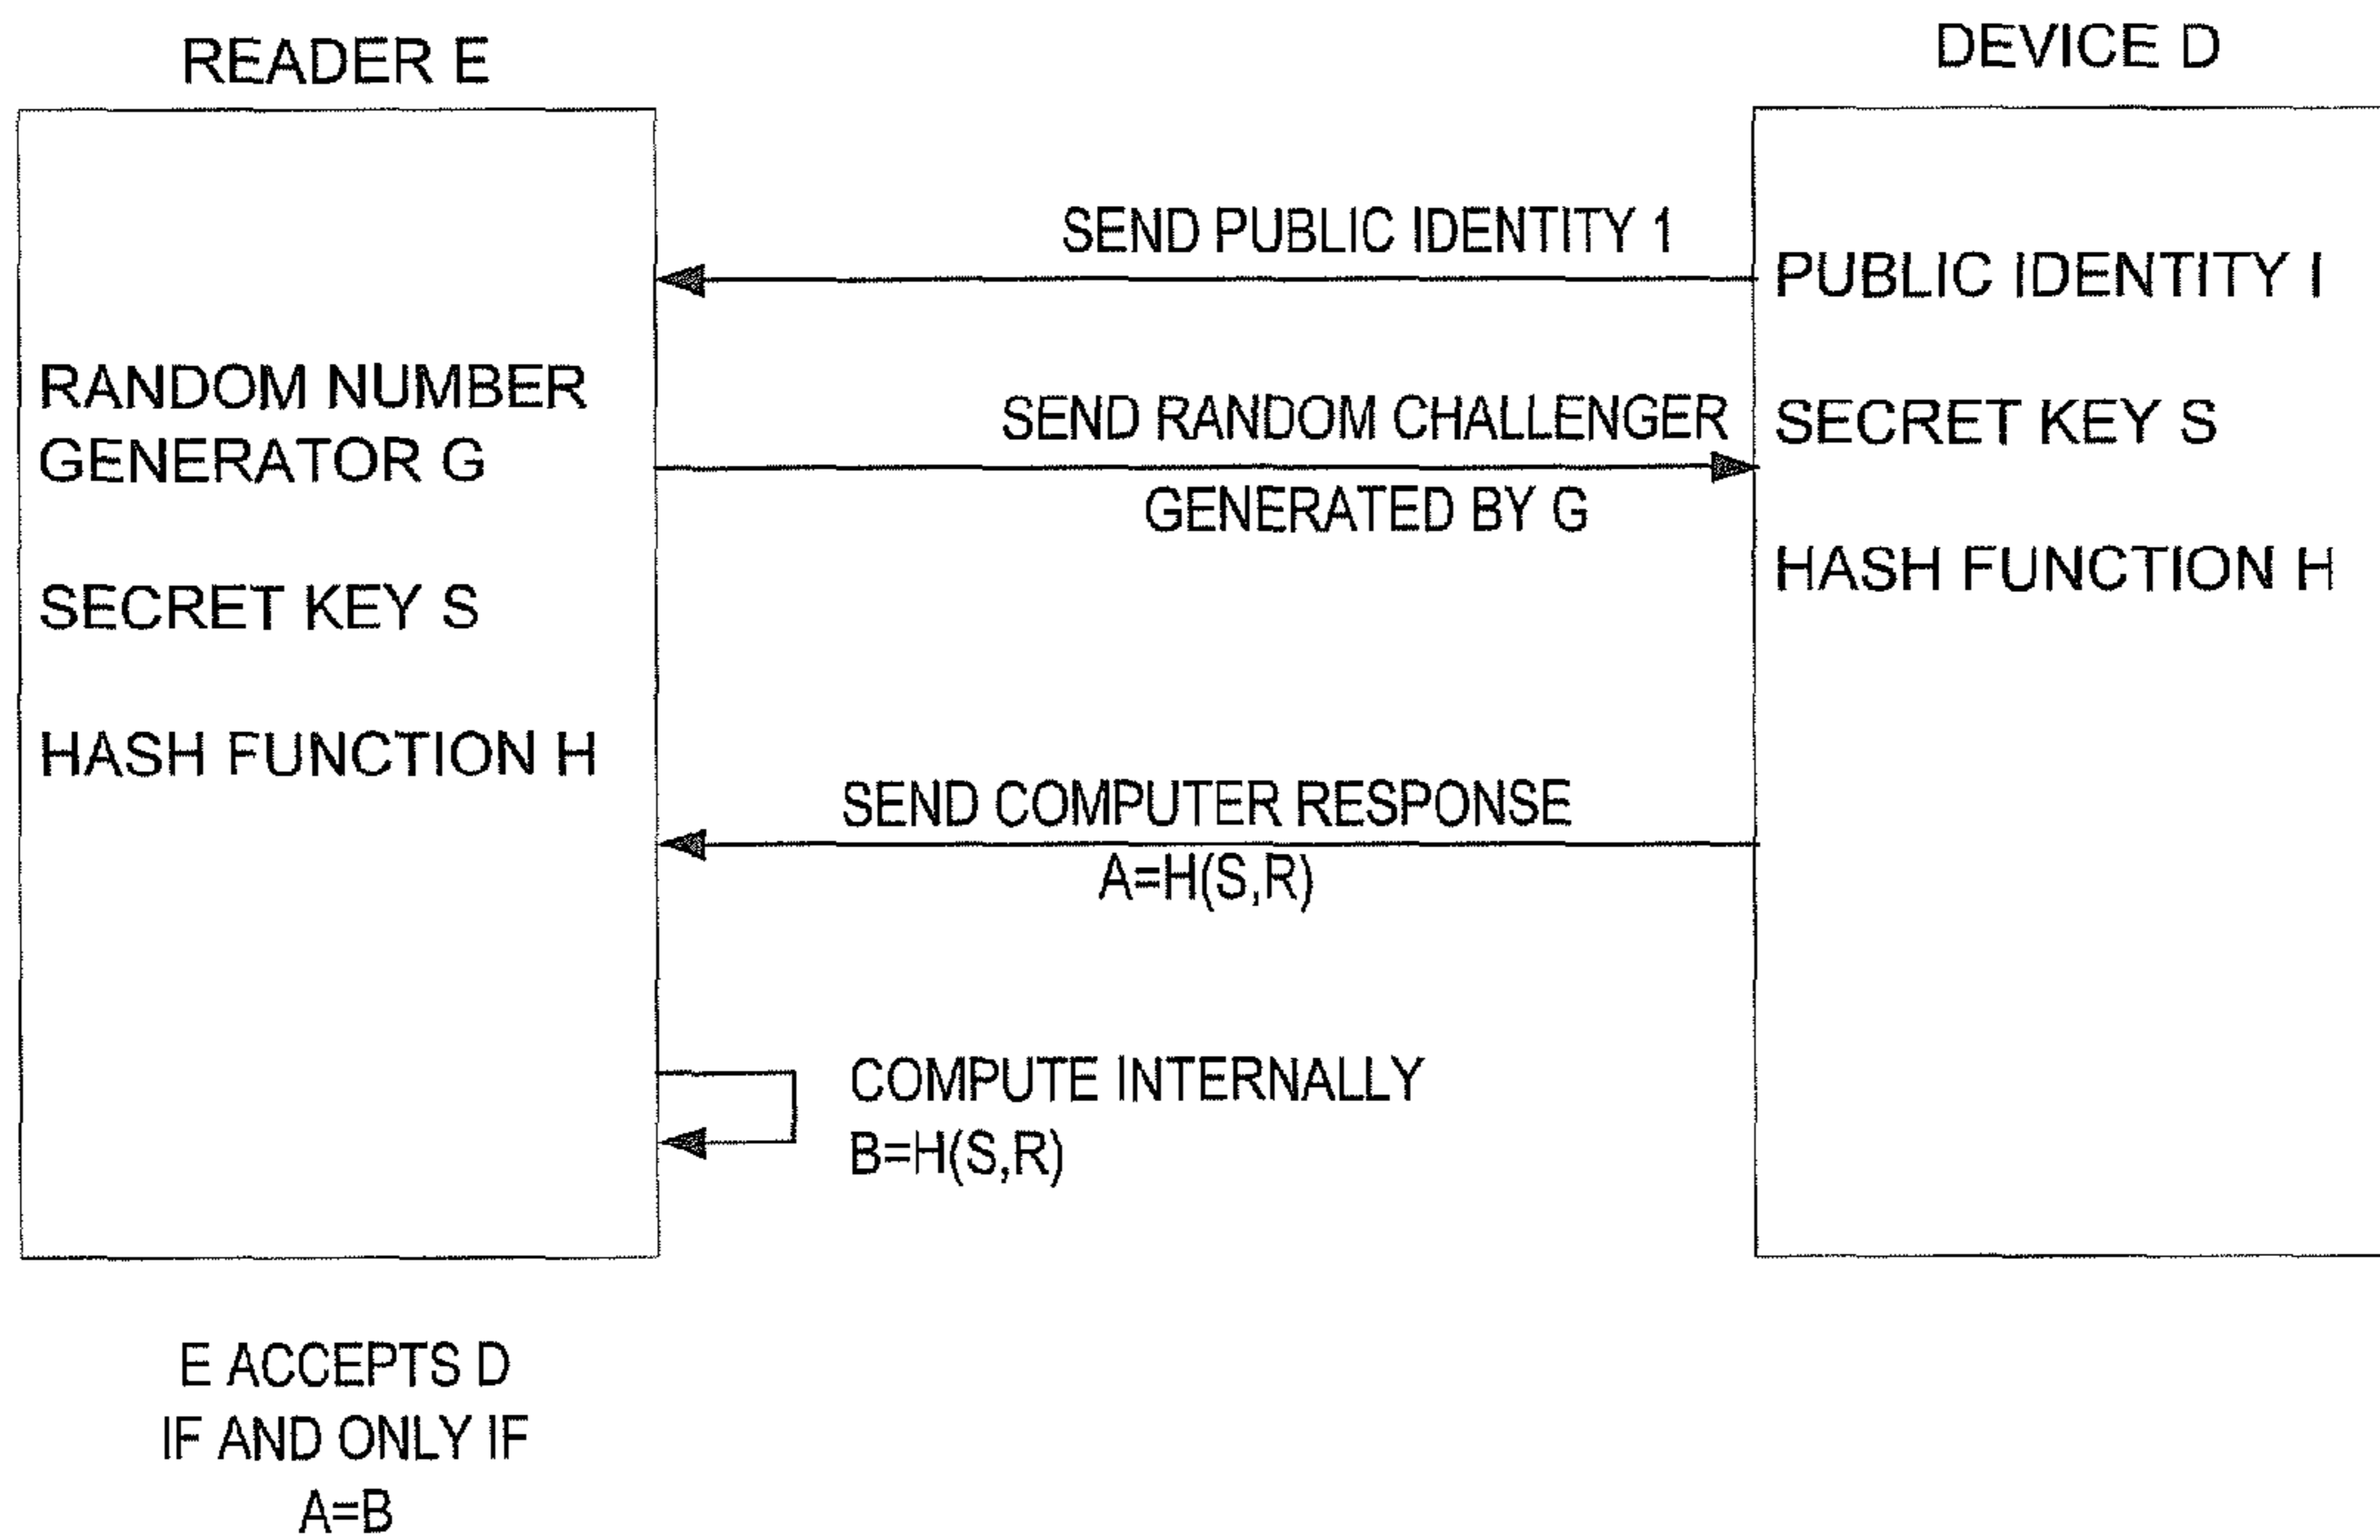 READER E
DEVICE D
SEND PUBLIC IDENTITY 1
PUBLIC IDENTITY I
RANDOM NUMBER
GENERATOR G
SEND RANDOM CHALLENGER
GENERATED BY G
SECRET KEY S
HASH FUNCTION H
SECRET KEY S
HASH FUNCTION H
SEND COMPUTER RESPONSE
A=H(S,R)
COMPUTE INTERNALLY
B=H(S,R)
E ACCEPTS D
IF AND ONLY IF
A=B